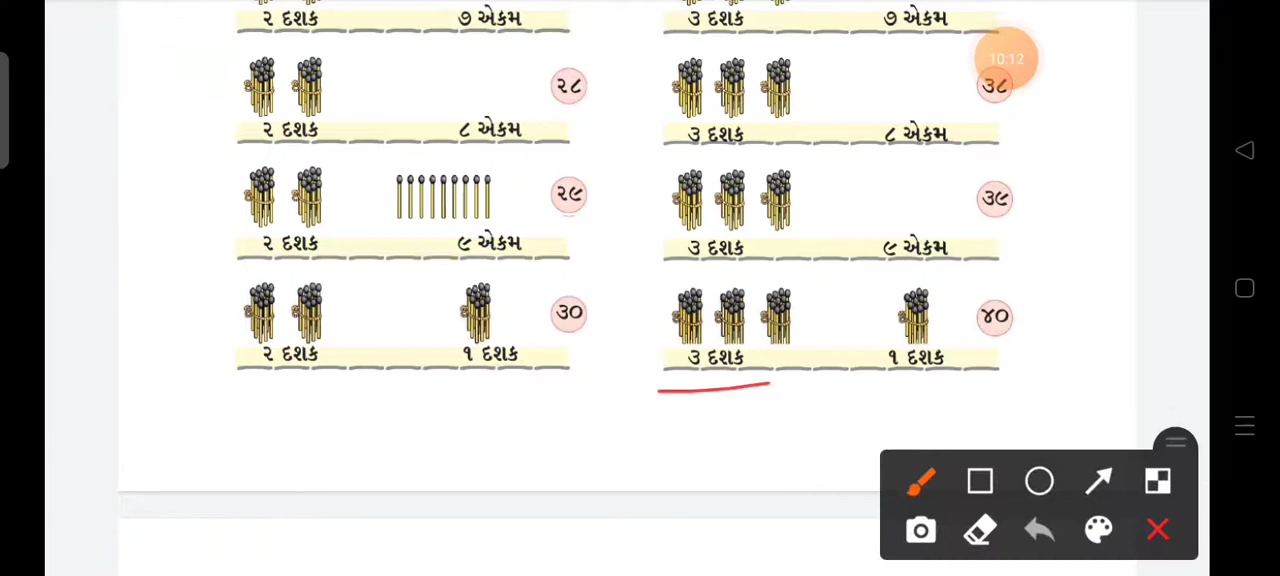 ૨ દશક ૭ એકમ
૩ દશક ૭ એકમ
10:12
૨૮
૩૮
૨ દશક ૮ એકમ
૩ દશક ૮ એકમ
૨૯
૩૯
૨ દશક ૯ એકમ
૩ દશક ૯ એકમ
૩૦
૪૦
૨ દશક ૧ દશક
૩ દશક ૧ દશક